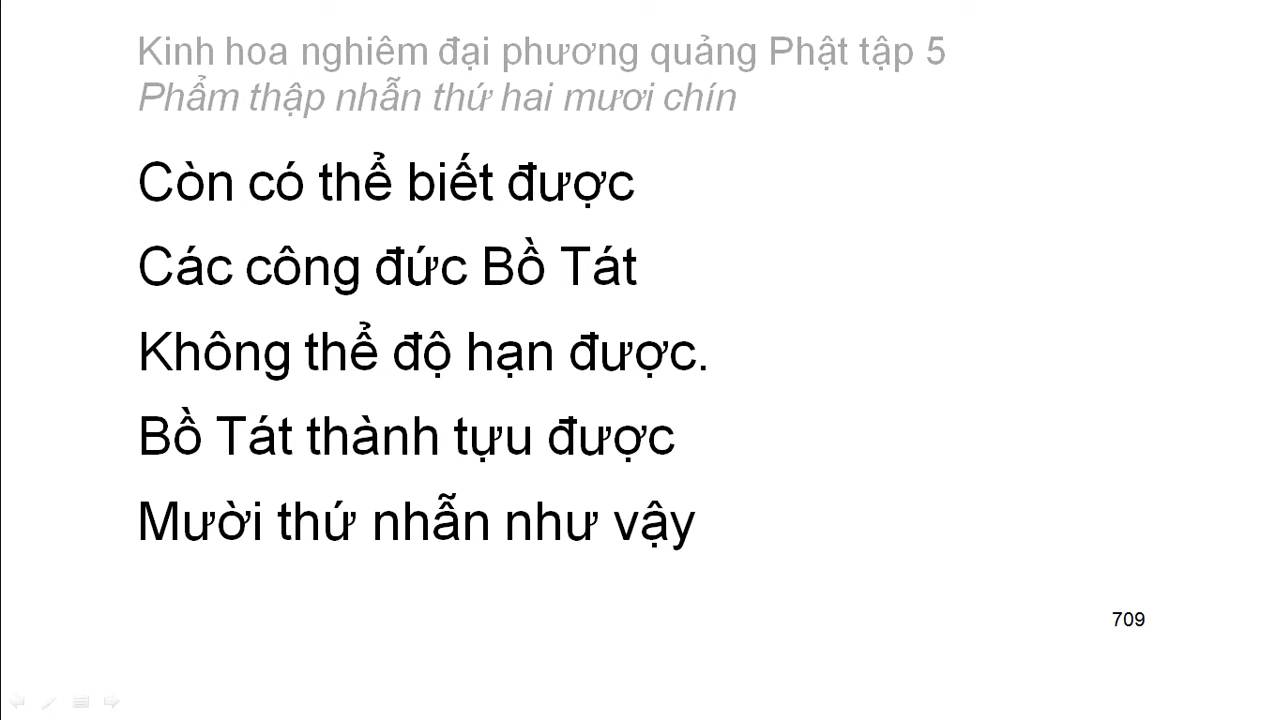 Kinh hoa nghiêm đại phương quảng Phật tập 5
Phẩm thập nhẫn thứ hai mươi chín
Còn có thể biết được
Các công đức Bồ Tát
Không thể độ hạn được.
Bồ Tát thành tựu được
Mười thứ nhẫn như vậy
709